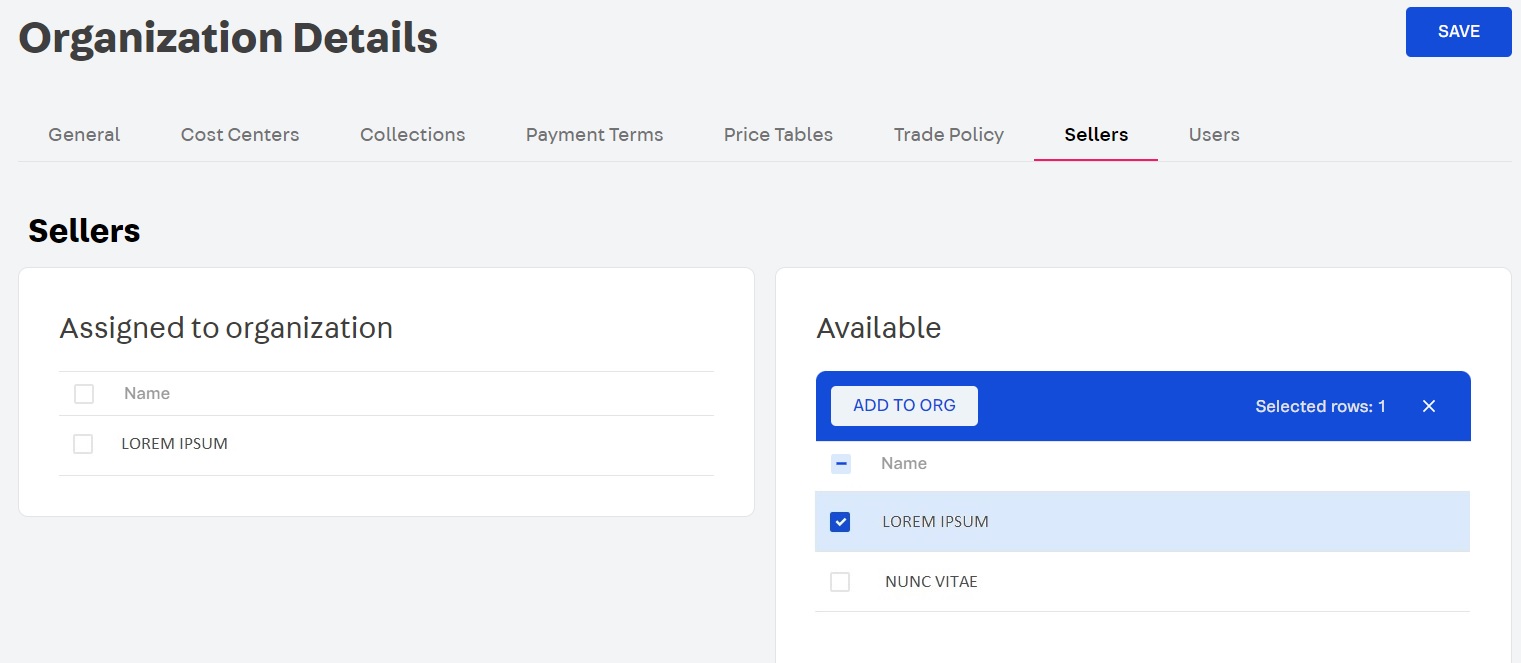 Organization Details
SAVE
General Cost Centers Collections Payment Terms Price Tables Trade Policy Sellers Users
Sellers
Assigned to organization
Name
LOREM IPSUM
Available
ADD TO ORG Selected rows: 1
Name
LOREM IPSUM
NUNC VITAE